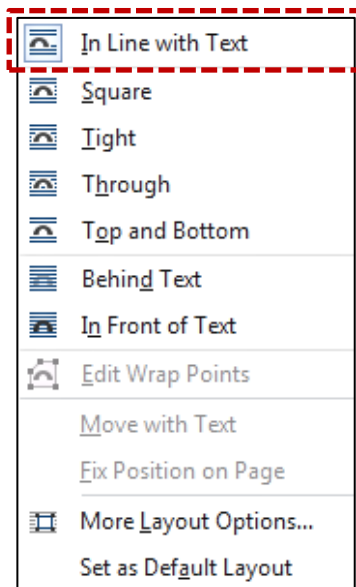 In Line with Text
Square
Tight
Through
Top and Bottom
Behind Text
In Front of Text
Edit Wrap Points
Move with Text
Fix Position on Page
More Layout Options...
Set as Default Layout